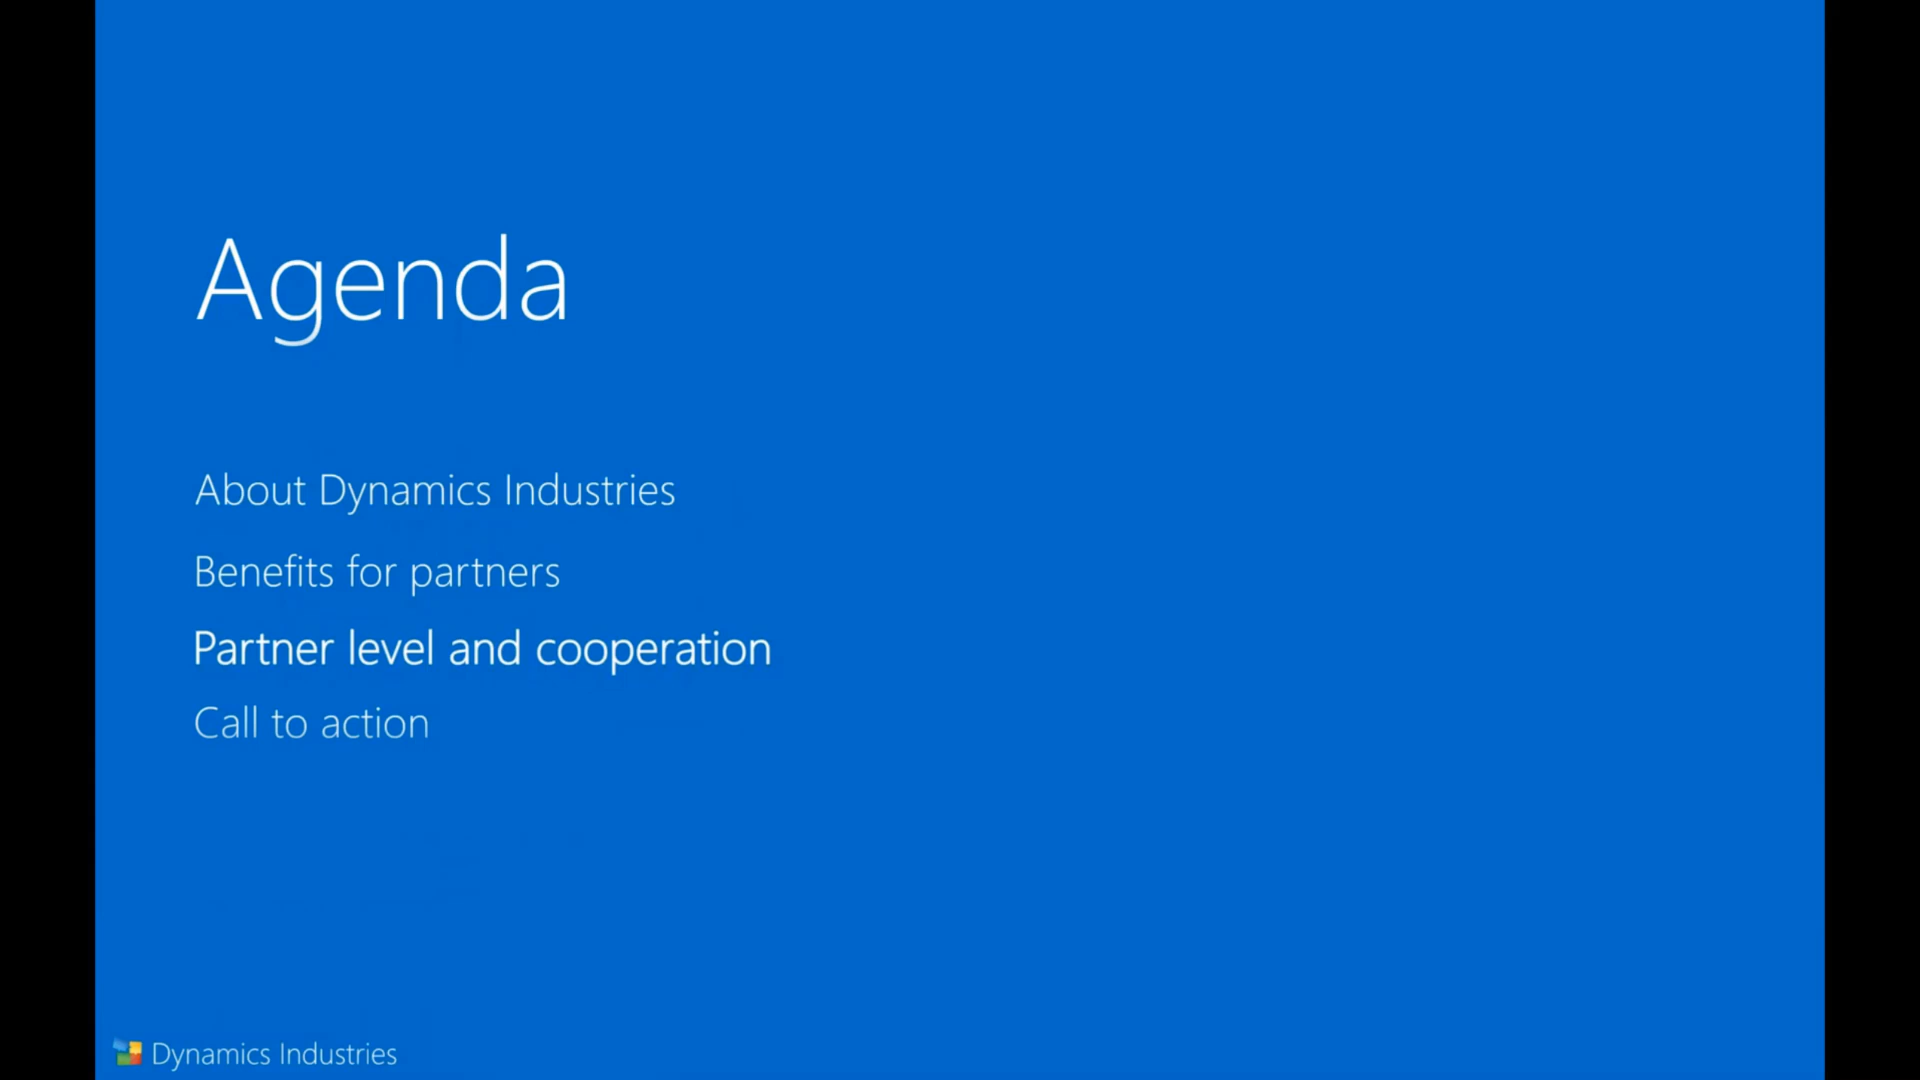 Agenda
About Dynamics Industries
Benefits for partners
Partner level and cooperation
Call to action
Dynamics Industries